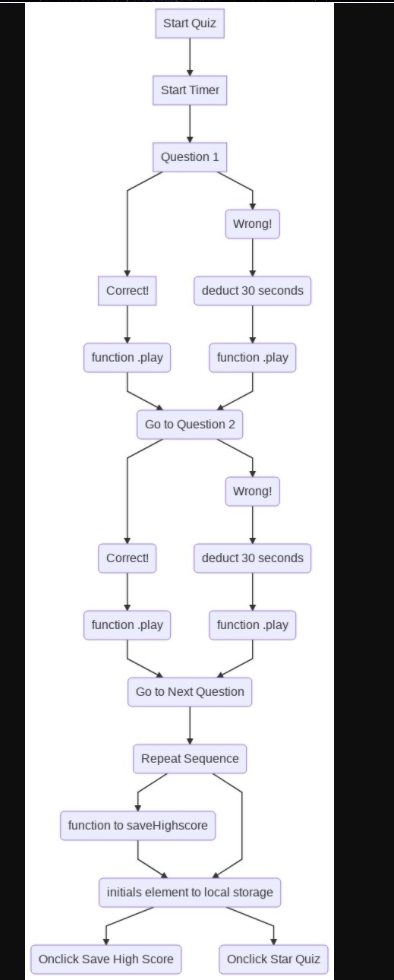 Start Quiz
Start Timer
Question 1
Wrong!
Correct!
deduct 30 seconds
function .play
function .play
Go to Question 2
Wrong!
Correct!
deduct 30 seconds
function .play
function .play
Go to Next Question
Repeat Sequence
function to saveHighscore
initials element to local storage
Onclick Save High Score
Onclick Star Quiz